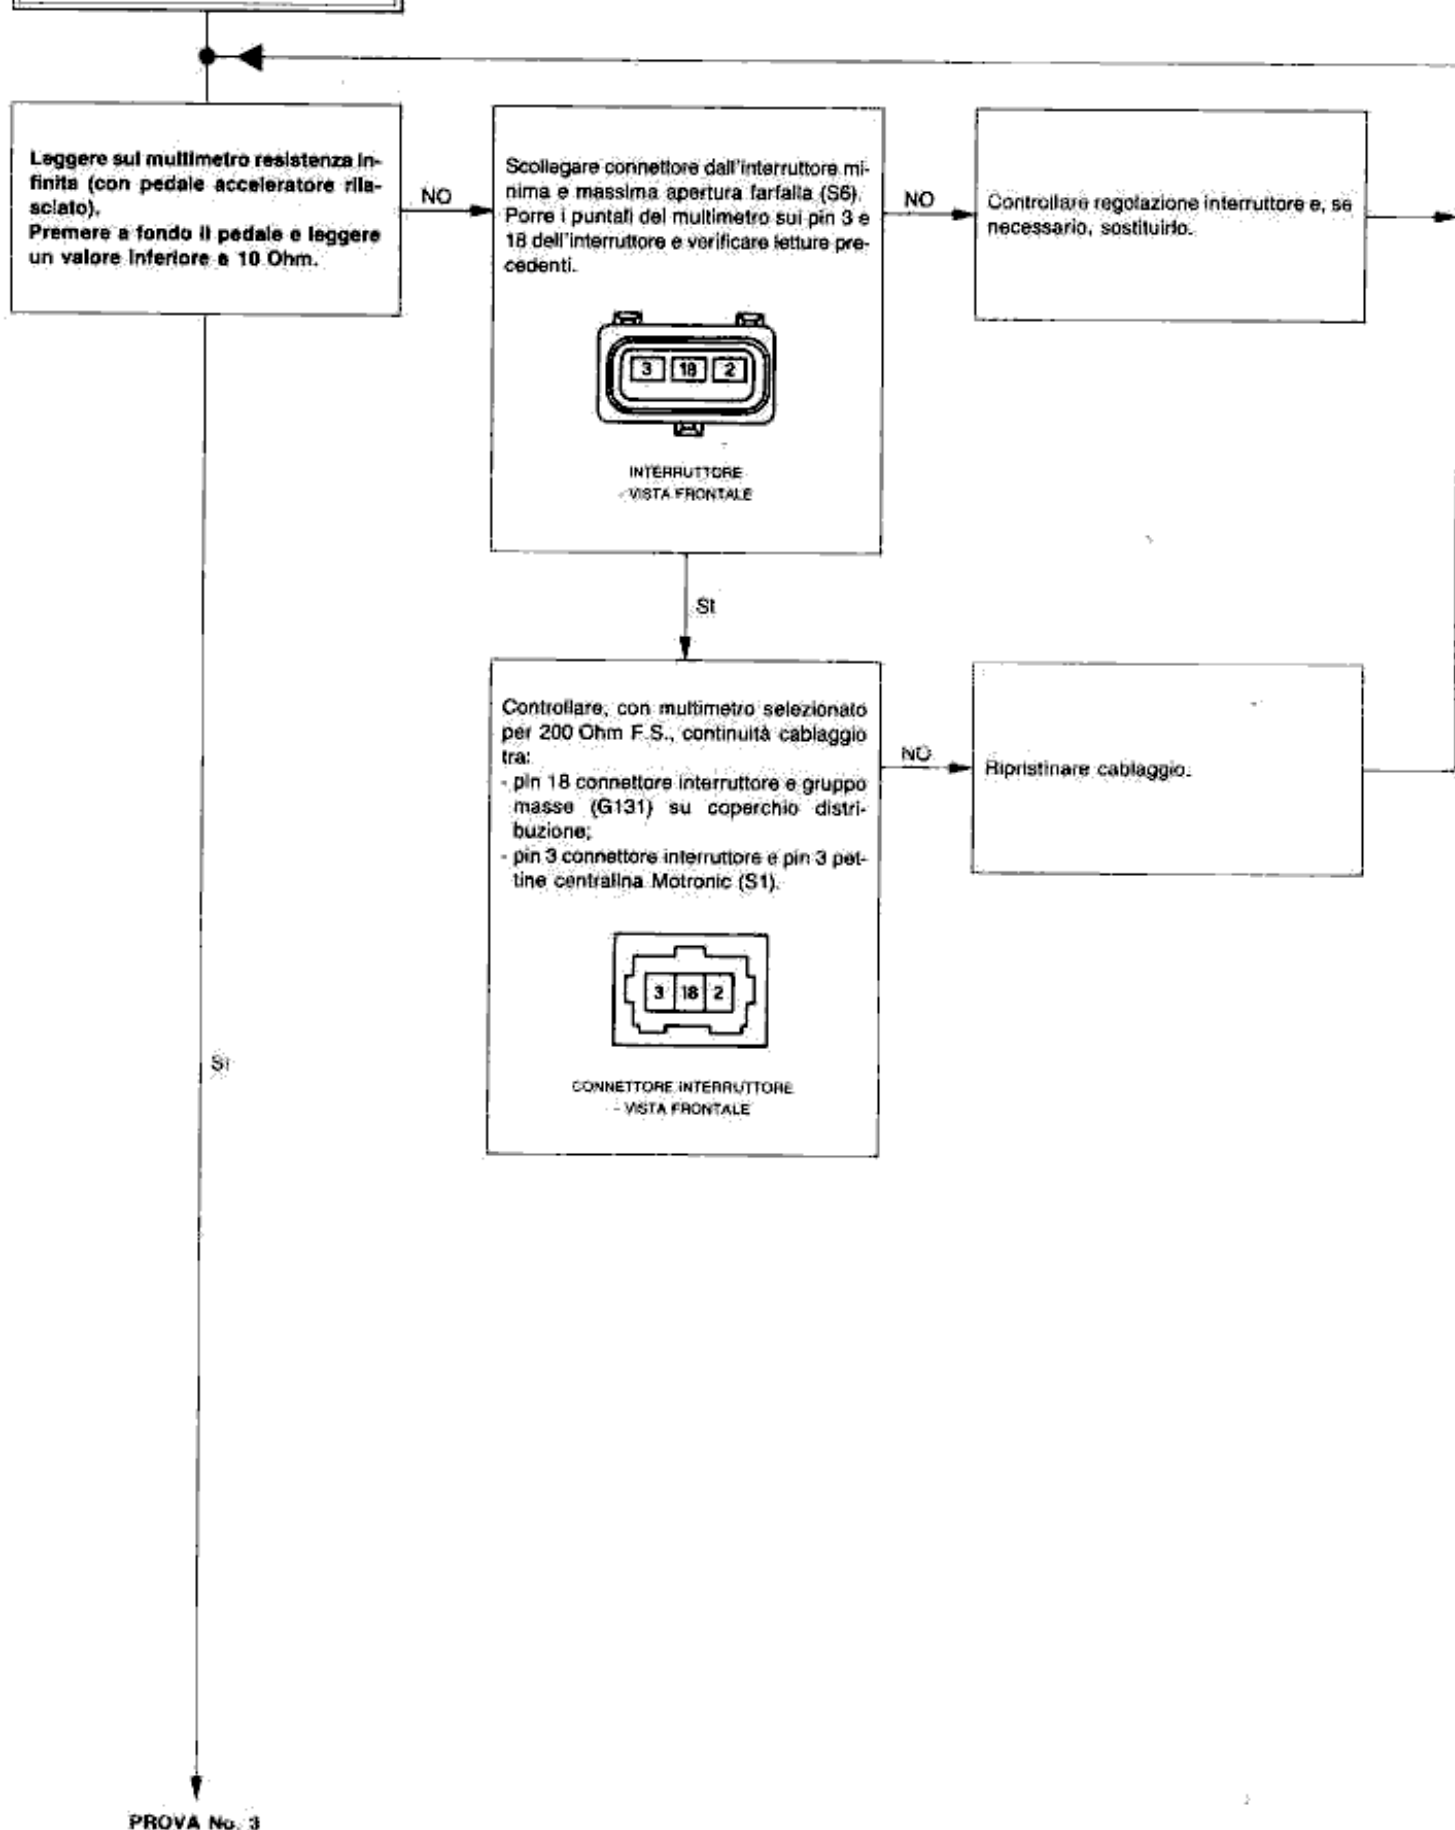 Leggere sul multimetro resistenza in-
finita (con pedale acceleratore rila-
sciato).
Premere a fondo il pedale e leggere
un valore inferiore a 10 Ohm.
NO
Scollegare connettore dall'interruttore mi-
nima e massima apertura farfalla (S6).
Porre i puntali del multimetro sui pin 3 e
18 dell'interruttore e verificare letture pre-
cedenti.
3 18 2
INTERRUTTORE
- VISTA FRONTALE
NO
Controllare regolazione interruttore e, se
necessario, sostituirlo.
SI
Controllare, con multimetro selezionato
per 200 Ohm F.S., continuità cablaggio
tra:
- pin 18 connettore interruttore e gruppo
masse (G131) su coperchio distri-
buzione;
- pin 3 connettore interruttore e pin 3 pet-
tine centralina Motronic (S1).
3 18 2
CONNETTORE INTERRUTTORE
- VISTA FRONTALE
NO
Ripristinare cablaggio.
SI
PROVA No. 3